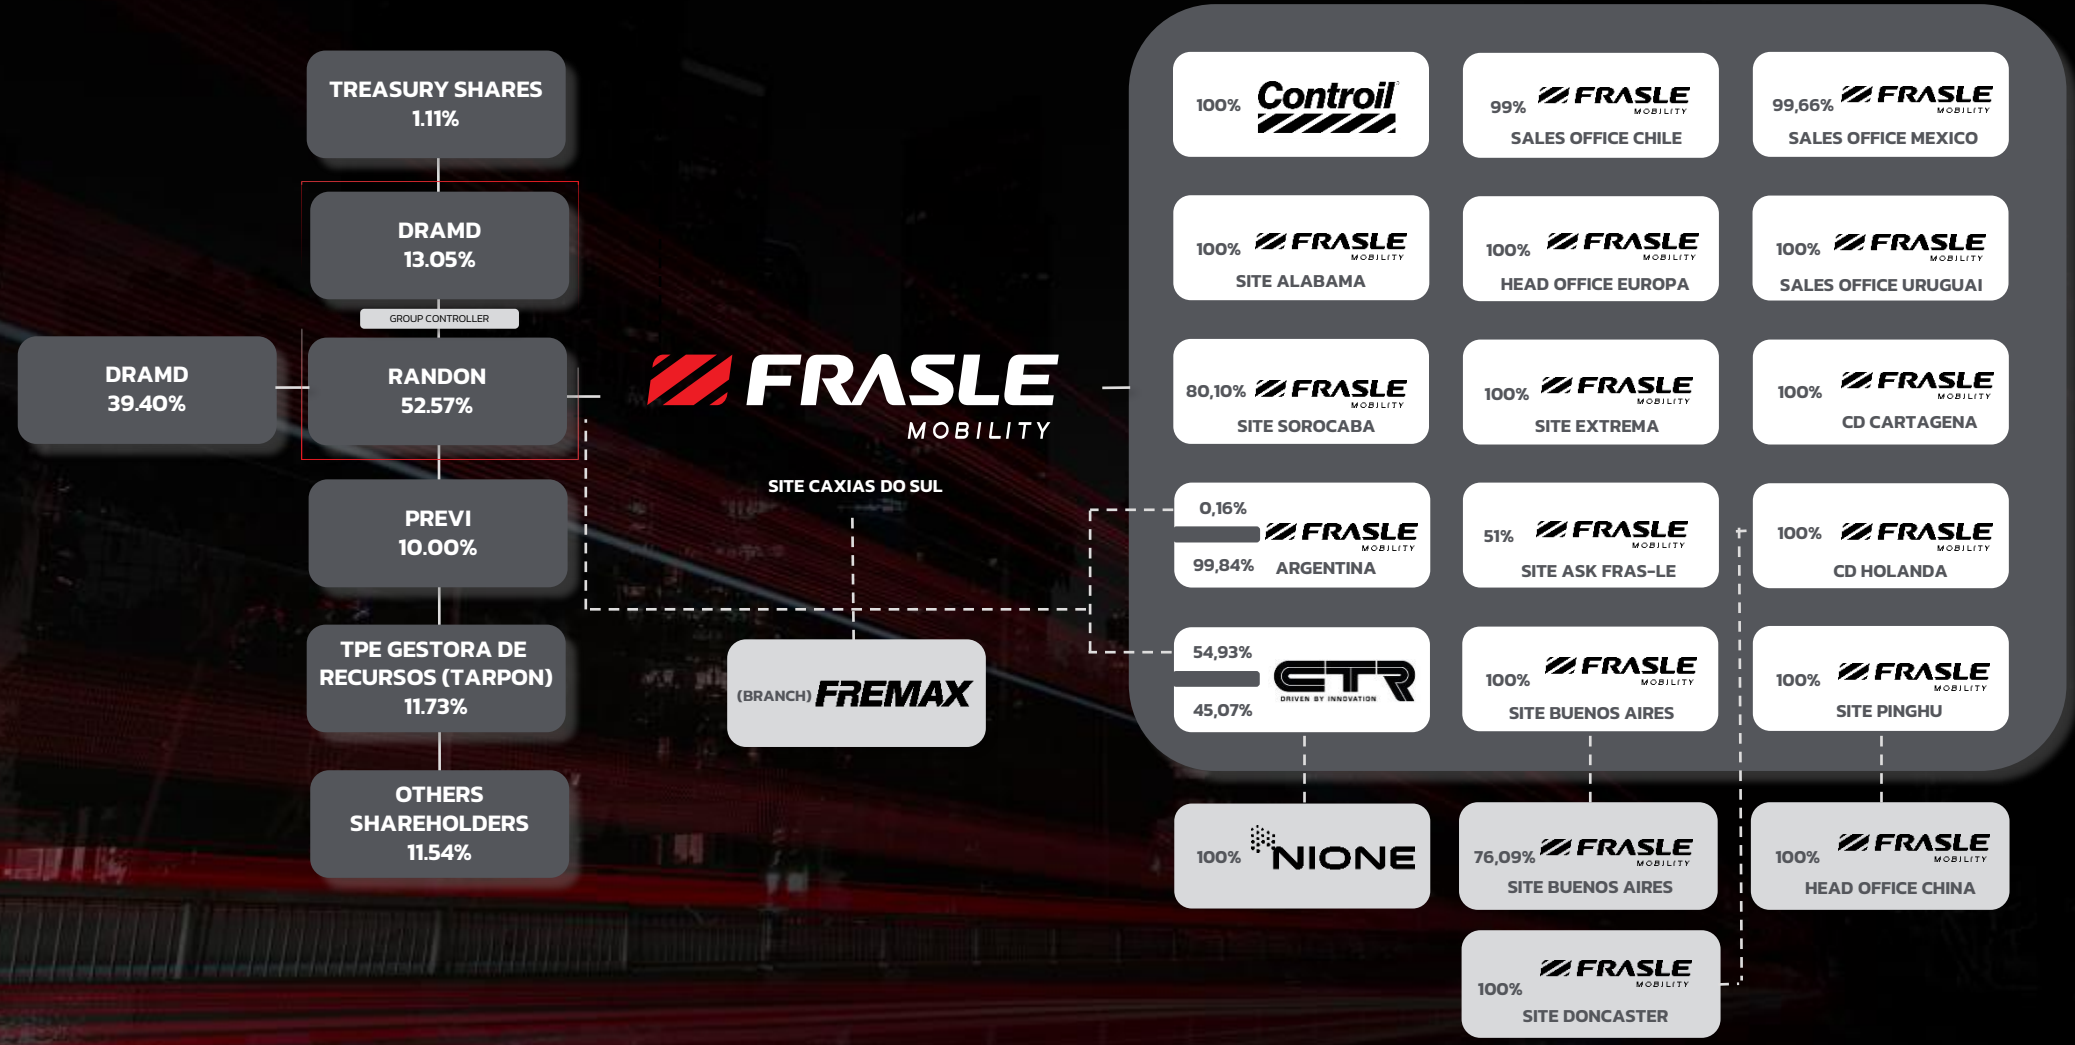 TREASURY SHARES
1.11%
DRAMD
13.05%
GROUP CONTROLLER
DRAMD
39.40%
RANDON
52.57%
PREVI
10.00%
TPE GESTORA DE
RECURSOS (TARPON)
11.73%
OTHERS
SHAREHOLDERS
11.54%
FRASLE
MOBILITY
SITE CAXIAS DO SUL
(BRANCH) FREMAX
100% Controil
99% FRASLE
MOBILITY
SALES OFFICE CHILE
99,66% FRASLE
MOBILITY
SALES OFFICE MEXICO
100% FRASLE
MOBILITY
SITE ALABAMA
100% FRASLE
MOBILITY
HEAD OFFICE EUROPA
100% FRASLE
MOBILITY
SALES OFFICE URUGUAI
80,10% FRASLE
MOBILITY
SITE SOROCABA
100% FRASLE
MOBILITY
SITE EXTREMA
100% FRASLE
MOBILITY
CD CARTAGENA
0,16%
FRASLE
MOBILITY
99,84% ARGENTINA
51% FRASLE
MOBILITY
SITE ASK FRAS-LE
100% FRASLE
MOBILITY
CD HOLANDA
54,93%
CTR
DRIVEN BY INNOVATION
45,07%
100% FRASLE
MOBILITY
SITE BUENOS AIRES
100% FRASLE
MOBILITY
SITE PINGHU
100% NIONE
76,09% FRASLE
MOBILITY
SITE BUENOS AIRES
100% FRASLE
MOBILITY
HEAD OFFICE CHINA
100% FRASLE
MOBILITY
SITE DONCASTER